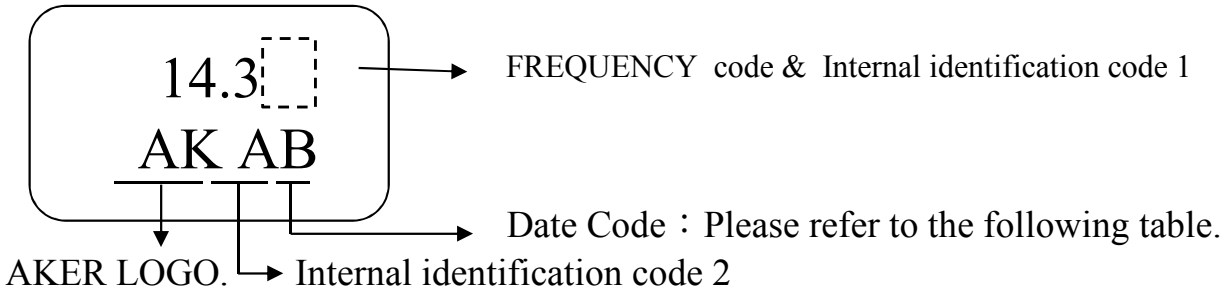 14.3
FREQUENCY code & Internal identification code 1
AK AB
Date Code：Please refer to the following table.
AKER LOGO. Internal identification code 2